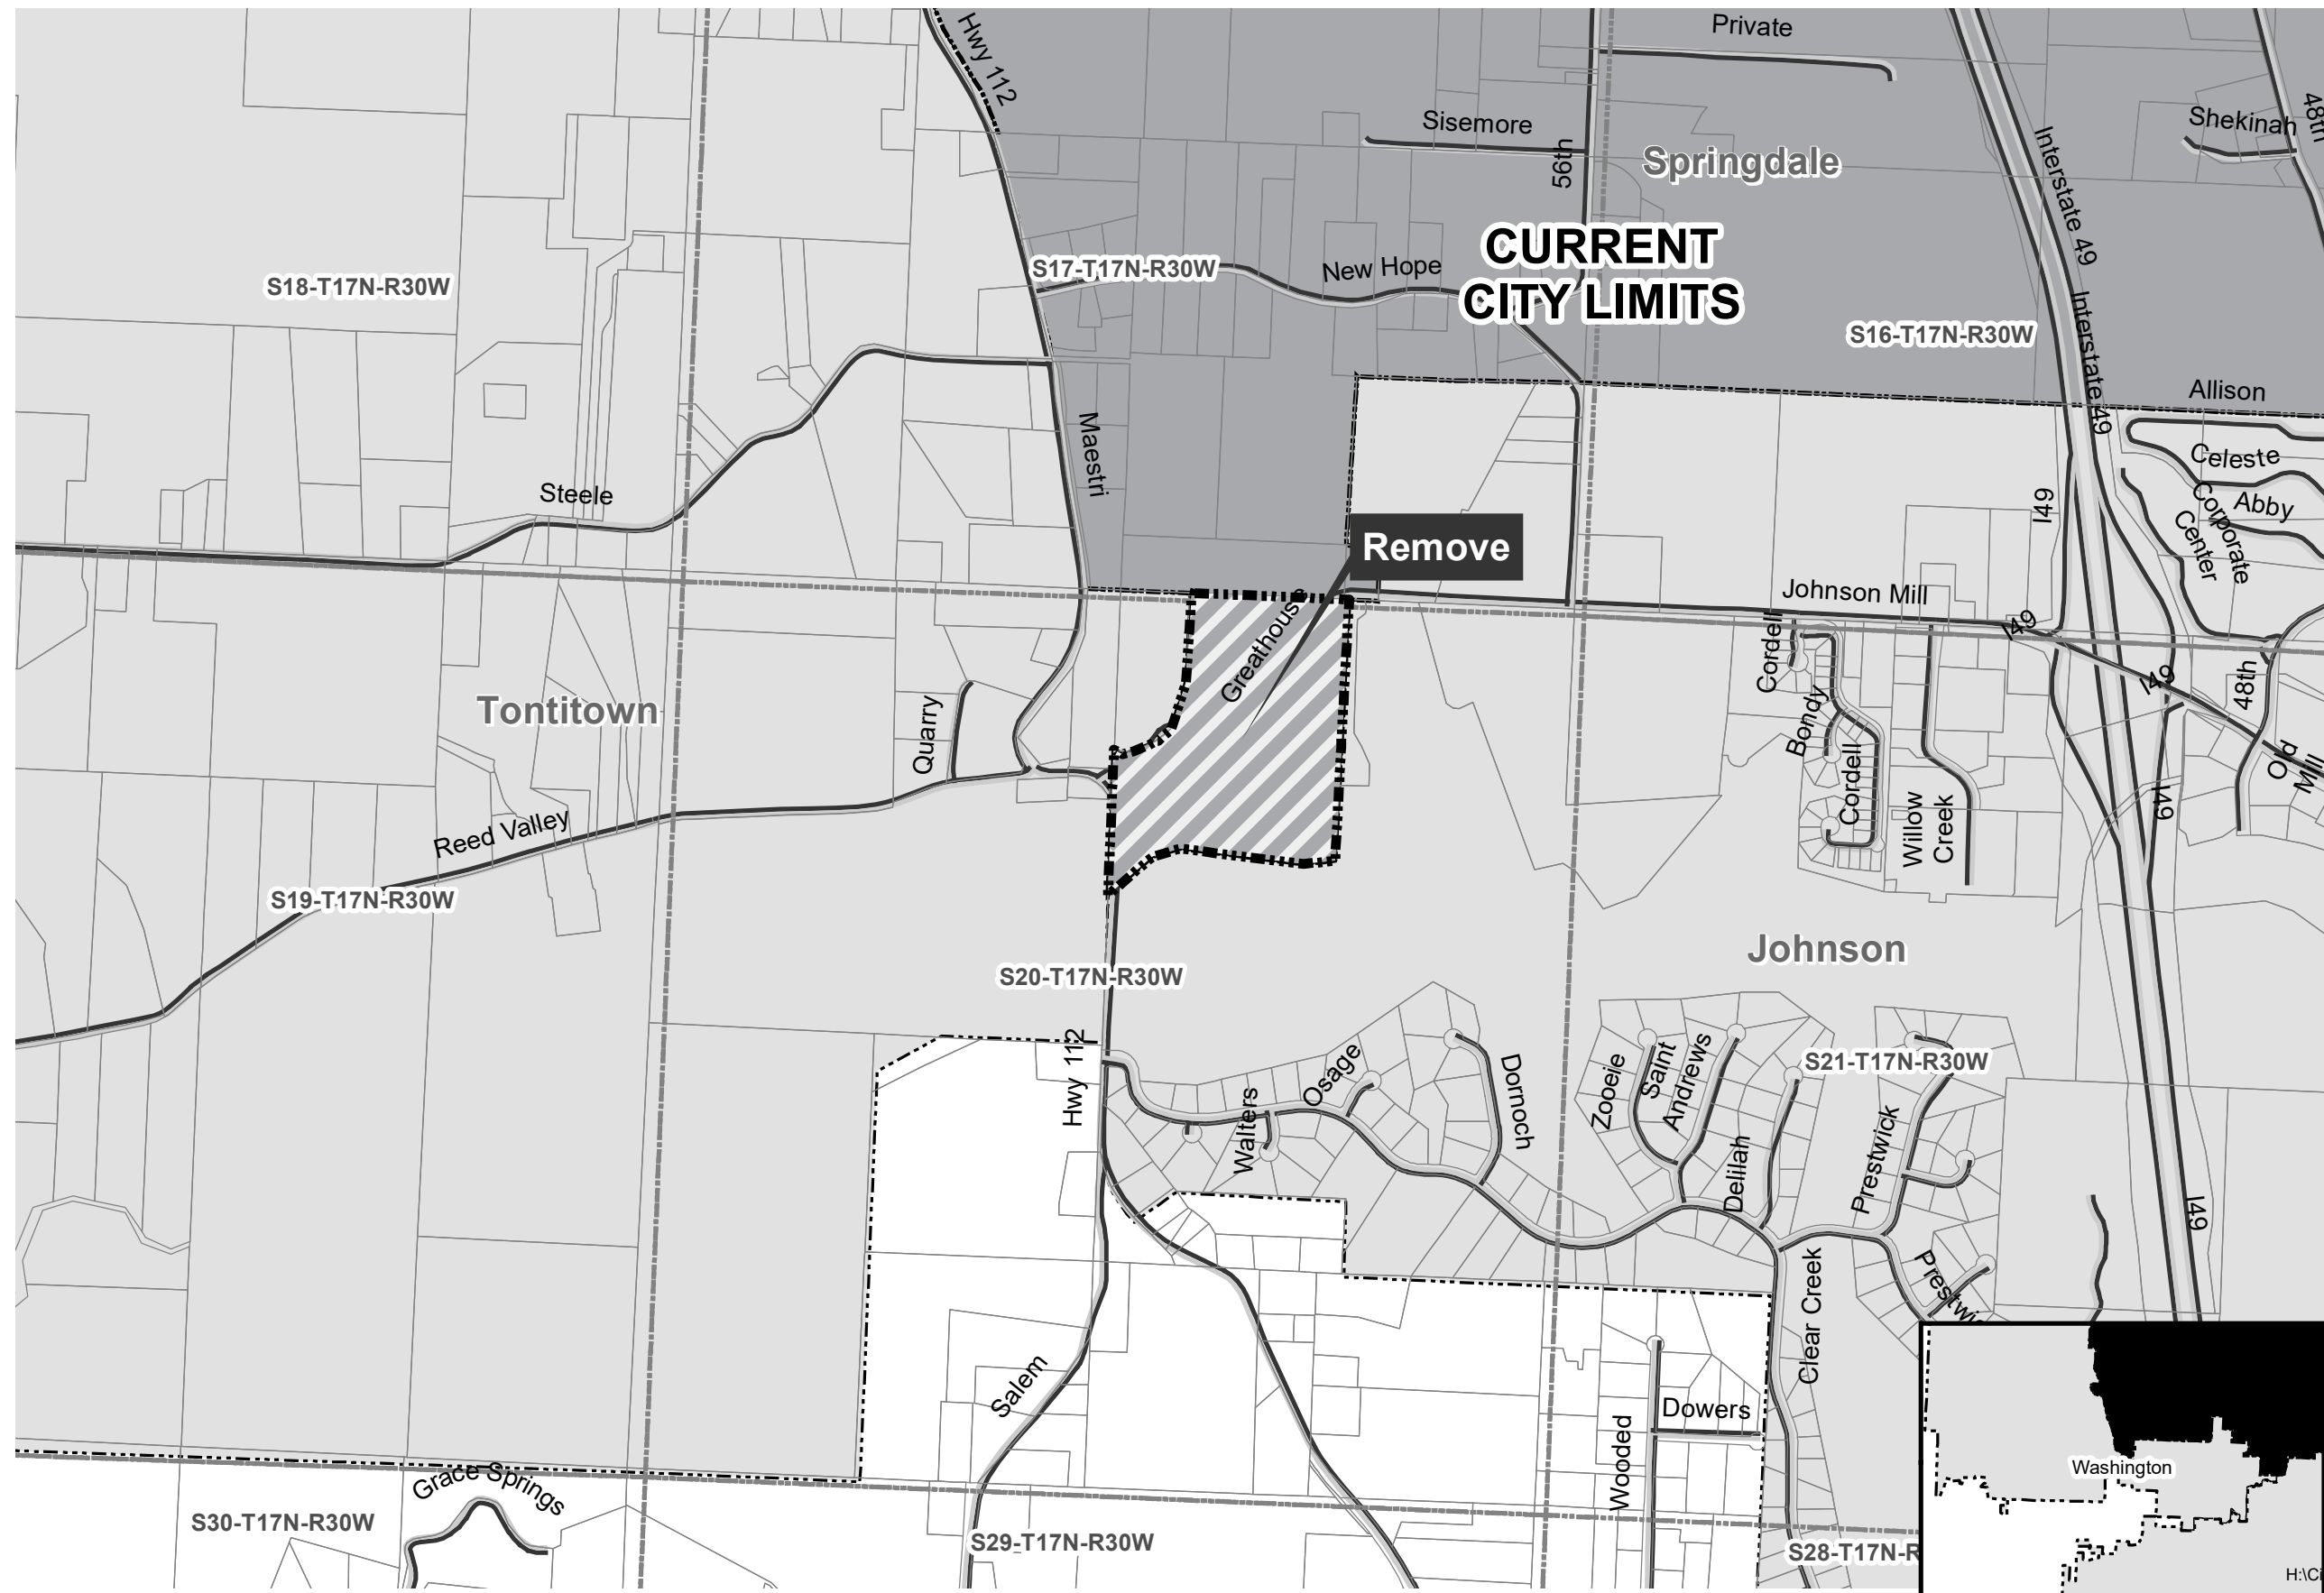 Hwy 112
Private
Sisemore
56th
Springdale
Shekinah
48th
Interstate 49
S18-T17N-R30W
S17-T17N-R30W
New Hope
CURRENT
CITY LIMITS
Interstate 49
S16-T17N-R30W
Allison
Maestri
Celeste
Abby
Corporate
Center
Steele
I49
Remove
Johnson Mill
Greathouse
Cordell
I49
I49
48th
Tontitown
Quarry
Bondy
Cordell
Old
Mill
I49
Willow
Creek
Reed Valley
S19-T17N-R30W
Johnson
S20-T17N-R30W
Hwy 112
Osage
Walters
Dornoch
Zooeie
Saint
Andrews
S21-T17N-R30W
Delilah
Prestwick
I49
Clear Creek
Prestwi
Salem
Dowers
Wooded
Washington
Grace Springs
S30-T17N-R30W
S29-T17N-R30W
S28-T17N-R
H:\C